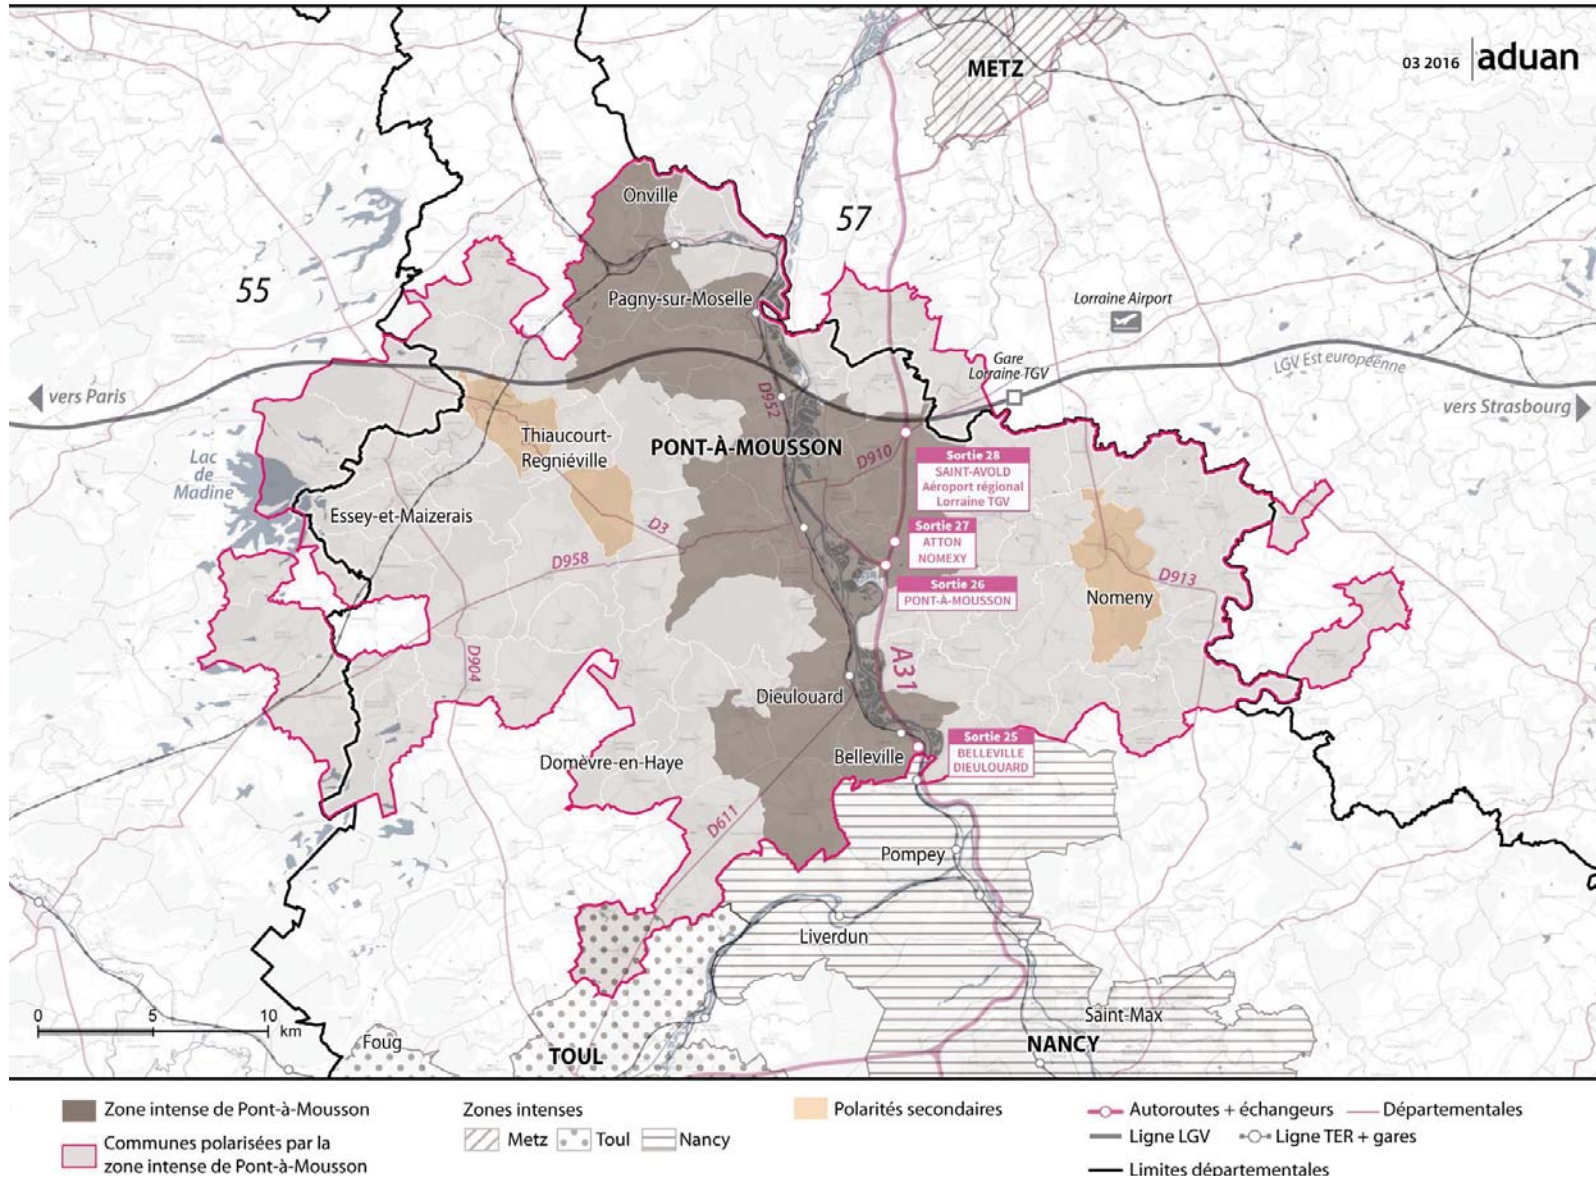 03 2016 | aduan
METZ
Onville
57
55
Pagny-sur-Moselle
Lorraine Airport
Gare
Lorraine TGV
LGV Est européenne
vers Paris
vers Strasbourg
D952
Thiaucourt-
Regniéville
PONT-À-MOUSSON
D910
Sortie 28
SAINT-AVOLD
Aéroport régional
Lorraine TGV
Lac
de
Madine
Essey-et-Maizerais
D3
Sortie 27
ATTON
NOMEXY
D958
Sortie 26
PONT-À-MOUSSON
Nomeny
D913
D904
A31
Dieulouard
Sortie 25
BELLEVILLE
DIEULOUARD
Belleville
Domèvre-en-Haye
D611
Pompey
Liverdun
Saint-Max
NANCY
0 5 10
km
Foug
TOUL
Zone intense de Pont-à-Mousson
Communes polarisées par la
zone intense de Pont-à-Mousson
Zones intenses
Metz Toul Nancy
Polarités secondaires
Autoroutes + échangeurs Départementales
Ligne LGV Ligne TER + gares
Limites départementales